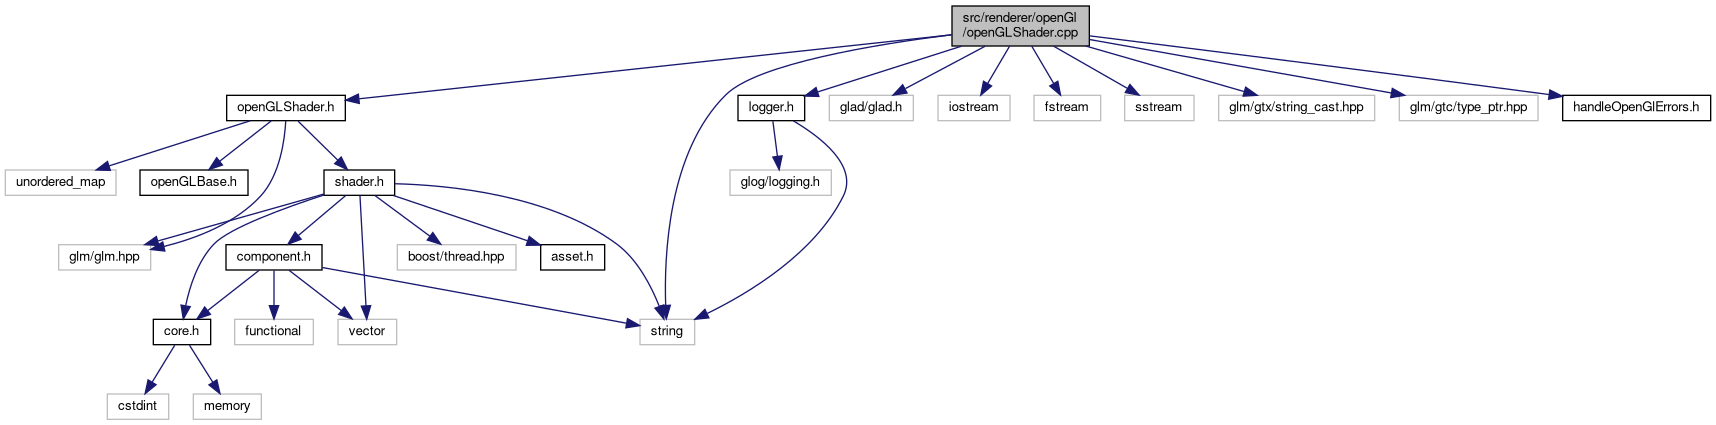 src/renderer/openGl
/openGLShader.cpp
openGLShader.h
logger.h
glad/glad.h
iostream
fstream
sstream
glm/gtx/string_cast.hpp
glm/gtc/type_ptr.hpp
handleOpenGlErrors.h
unordered_map
openGLBase.h
shader.h
glog/logging.h
glm/glm.hpp
component.h
boost/thread.hpp
asset.h
core.h
functional
vector
string
cstdint
memory